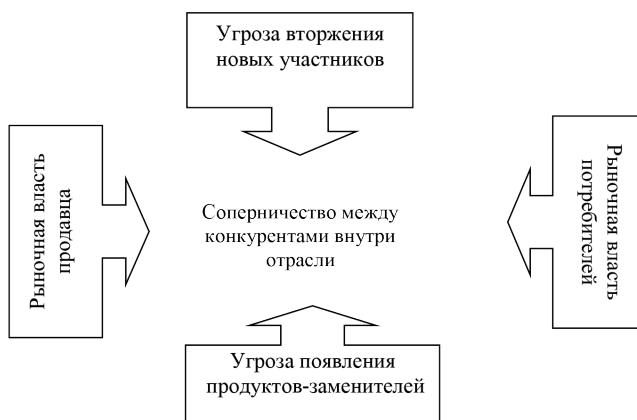 Угроза вторжения
новых участников
Рыночная власть
продавца
Соперничество между
конкурентами внутри
отрасли
Рыночная власть
потребителей
Угроза появления
продуктов-заменителей